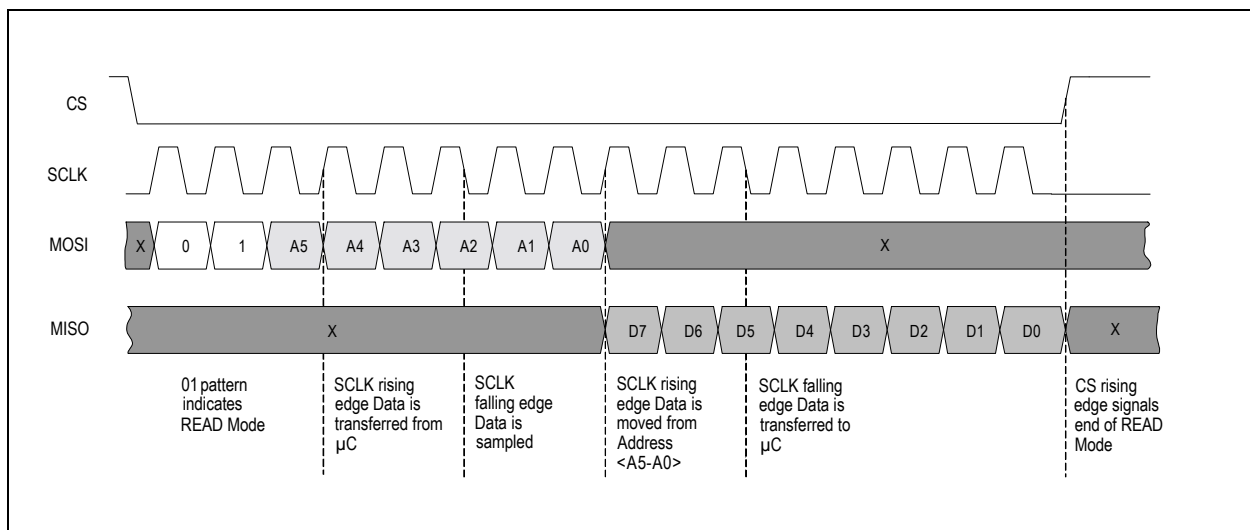 CS
SCLK
MOSI
X
0
1
A5
A4
A3
A2
A1
A0
X
MISO
X
D7
D6
D5
D4
D3
D2
D1
D0
X
01 pattern
indicates
READ Mode
SCLK rising
edge Data is
transferred from
µC
SCLK
falling edge
Data is
sampled
SCLK rising
edge Data is
moved from
Address
<A5-A0>
SCLK falling
edge Data is
transferred to
µC
CS rising
edge signals
end of READ
Mode